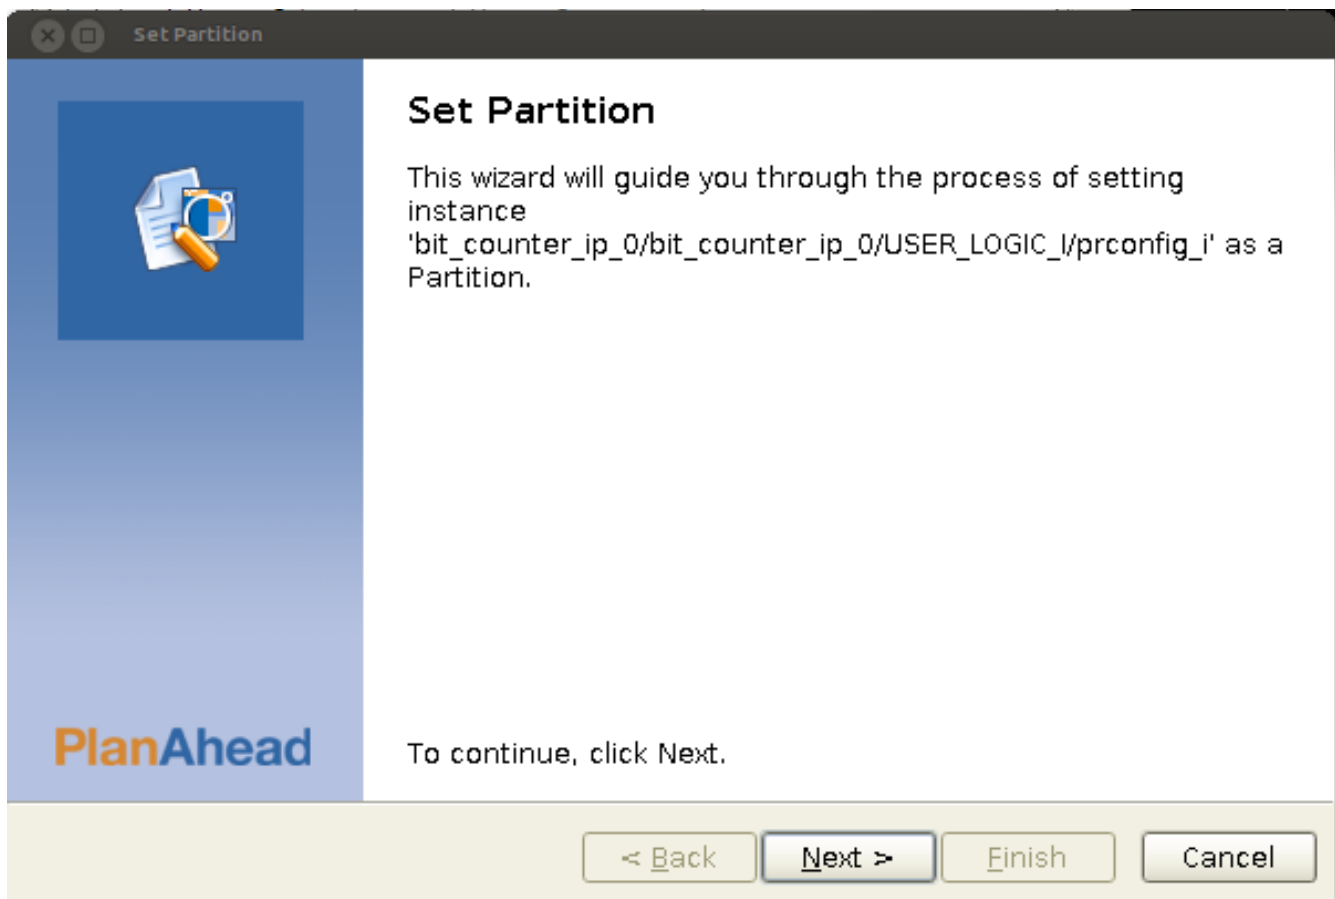 Set Partition
Set Partition
This wizard will guide you through the process of setting
instance
'bit_counter_ip_0/bit_counter_ip_0/USER_LOGIC_I/prconfig_i' as a
Partition.
PlanAhead
To continue, click Next.
< Back
Next >
Finish
Cancel